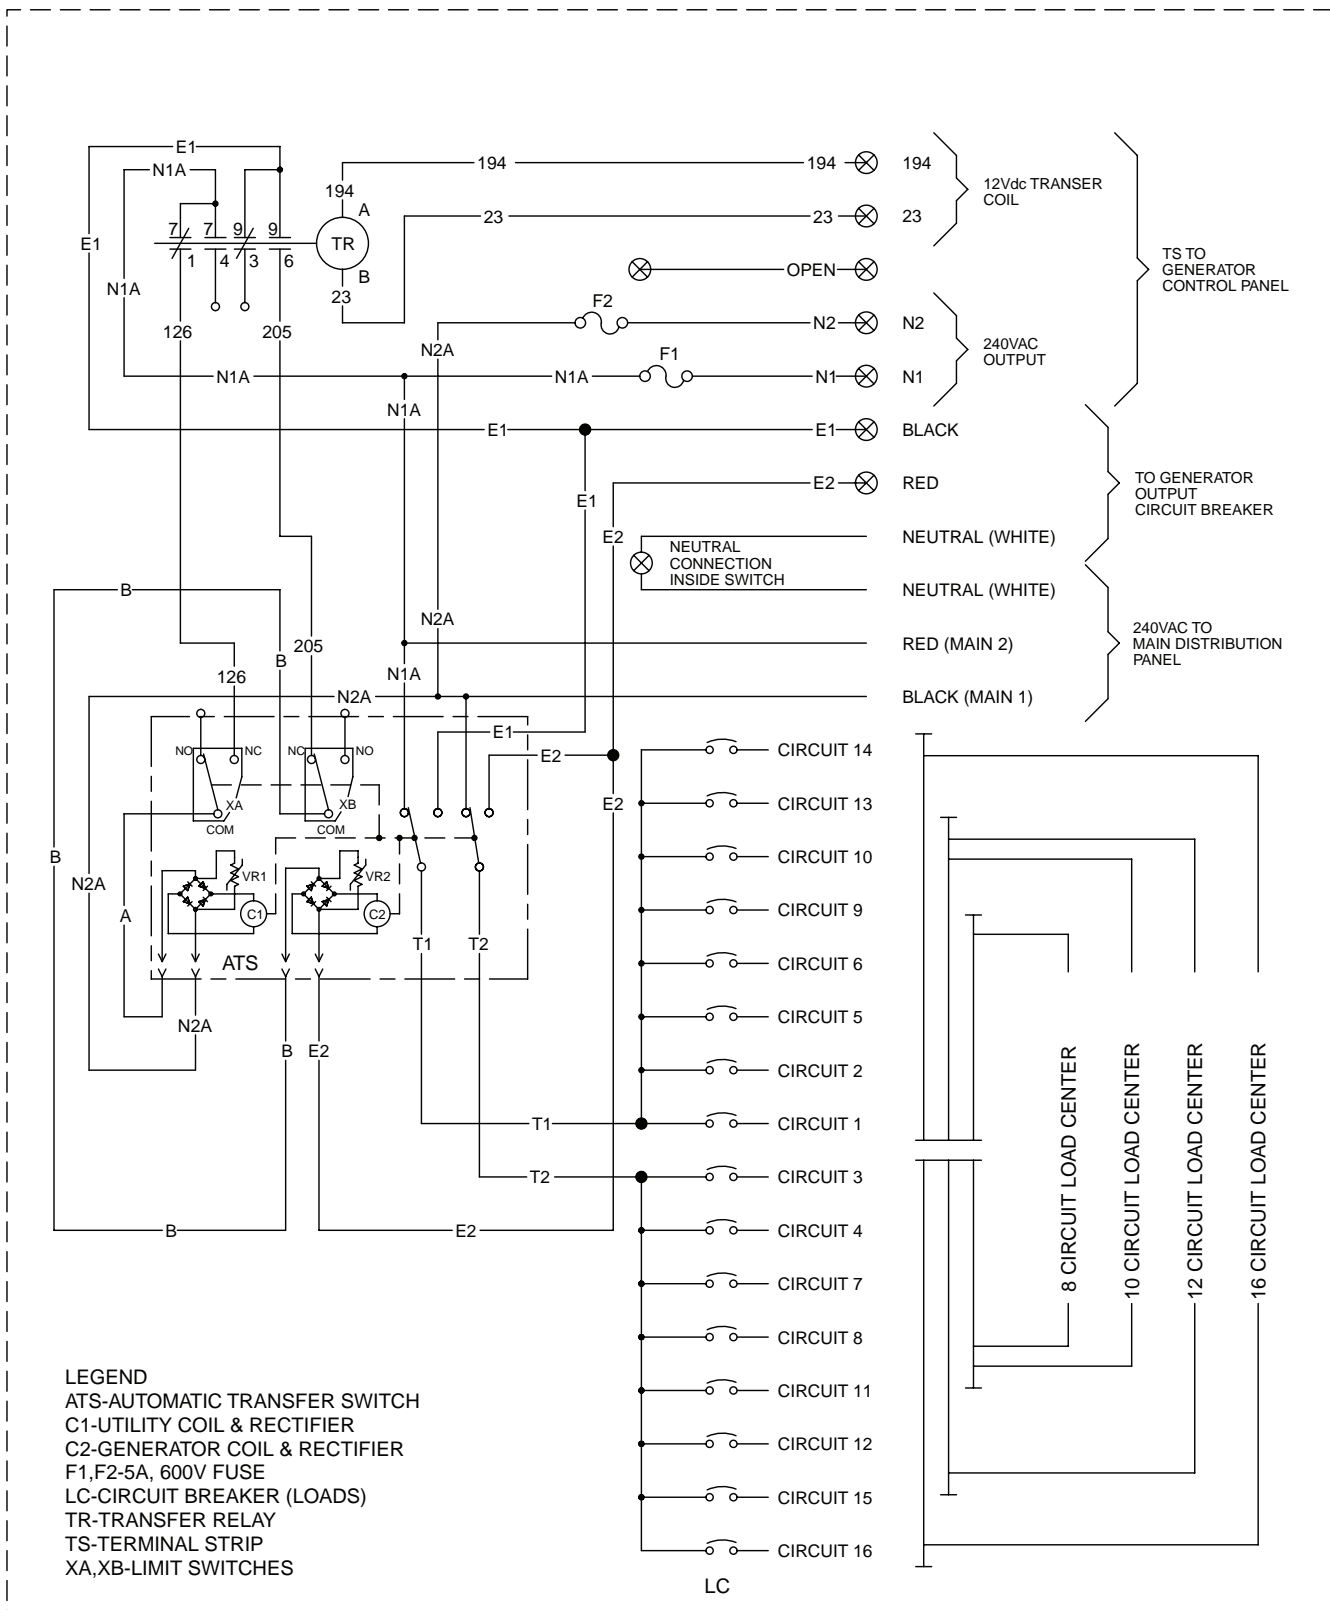 E1
N1A
194
194
194
12Vdc TRANSER
COIL
194
A
23
23
23
7
7
9
9
TR
E1
1
4
3
6
B
TS TO
GENERATOR
CONTROL PANEL
OPEN
N1A
23
F2
126
205
N2
N2
N2A
240VAC
OUTPUT
F1
N1A
N1A
N1
N1
N1A
E1
E1
BLACK
E2
RED
TO GENERATOR
OUTPUT
CIRCUIT BREAKER
E1
E2
NEUTRAL
CONNECTION
INSIDE SWITCH
NEUTRAL (WHITE)
B
NEUTRAL (WHITE)
N2A
240VAC TO
MAIN DISTRIBUTION
PANEL
205
B
RED (MAIN 2)
126
N1A
N2A
BLACK (MAIN 1)
E1
NO
NC
NC
NO
E2
CIRCUIT 14
XA
XB
E2
CIRCUIT 13
COM
COM
B
CIRCUIT 10
N2A
VR1
VR2
A
C1
C2
CIRCUIT 9
T1
T2
ATS
CIRCUIT 6
N2A
CIRCUIT 5
B
E2
CIRCUIT 2
T1
CIRCUIT 1
T2
CIRCUIT 3
B
E2
CIRCUIT 4
CIRCUIT 7
CIRCUIT 8
CIRCUIT 11
CIRCUIT 12
CIRCUIT 15
CIRCUIT 16
LC
8 CIRCUIT LOAD CENTER
10 CIRCUIT LOAD CENTER
12 CIRCUIT LOAD CENTER
16 CIRCUIT LOAD CENTER
LEGEND
ATS-AUTOMATIC TRANSFER SWITCH
C1-UTILITY COIL & RECTIFIER
C2-GENERATOR COIL & RECTIFIER
F1,F2-5A, 600V FUSE
LC-CIRCUIT BREAKER (LOADS)
TR-TRANSFER RELAY
TS-TERMINAL STRIP
XA,XB-LIMIT SWITCHES